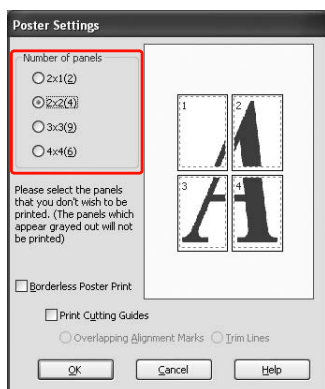 Poster Settings
Number of panels
2x1(2)
2x2(4)
3x3(9)
4x4(6)
1 2
3 4
Please select the panels
that you don't wish to be
printed. (The panels which
appear grayed out will not
be printed)
Borderless Poster Print
Print Cutting Guides
Overlapping Alignment Marks Trim Lines
OK Cancel Help